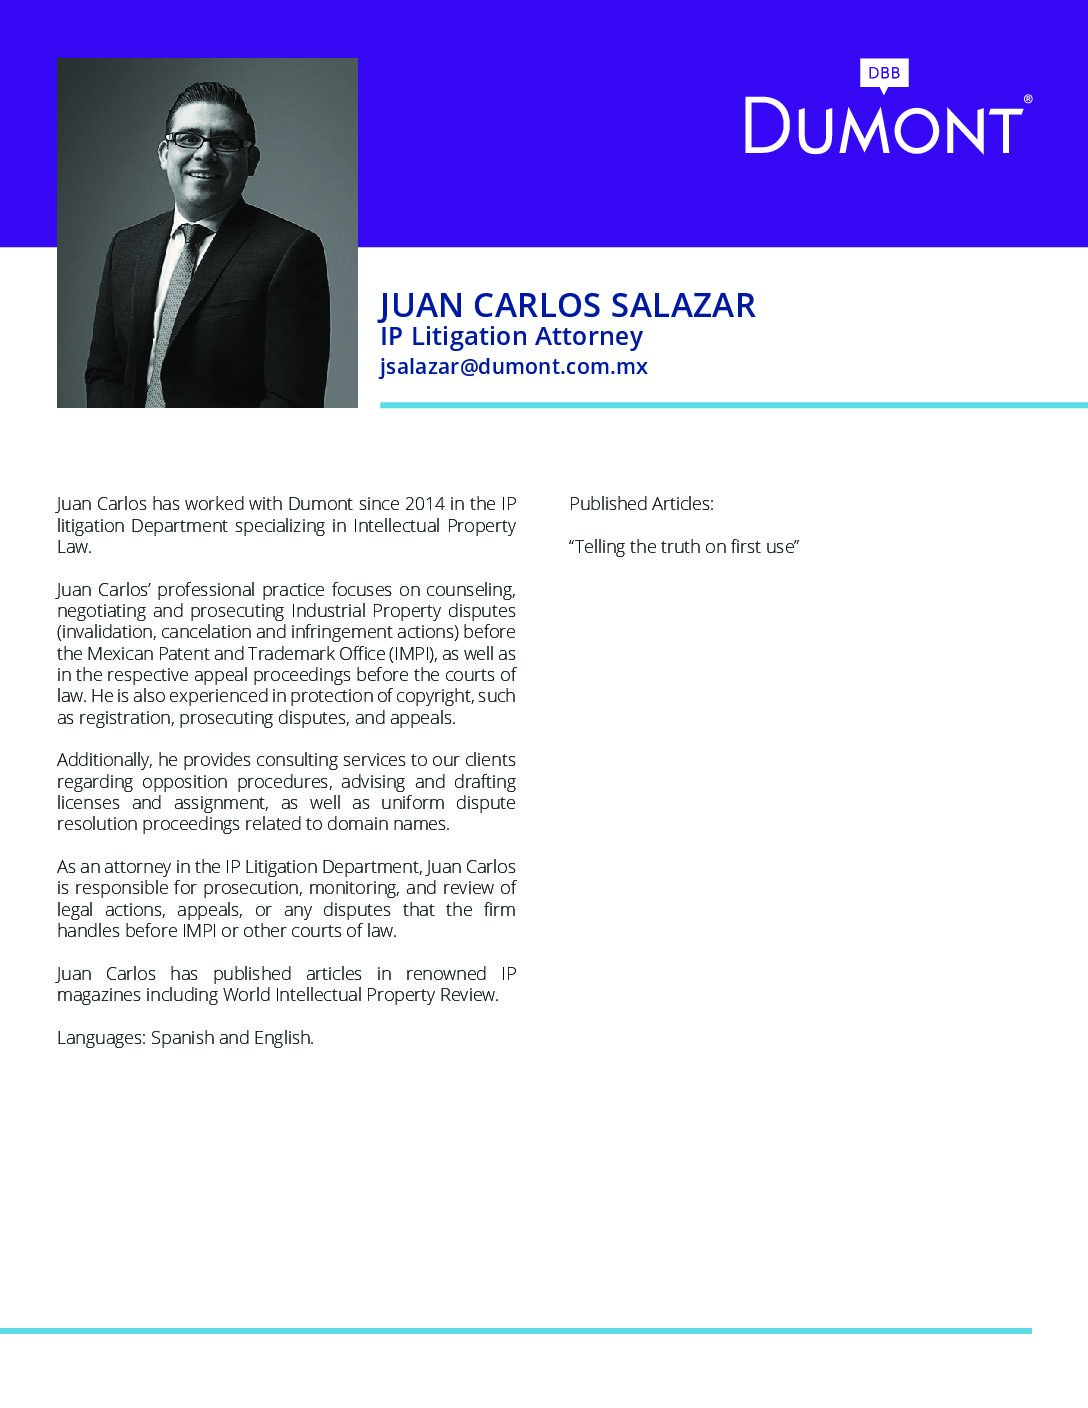 DBB
DUMONT®
JUAN CARLOS SALAZAR
IP Litigation Attorney
jsalazar@dumont.com.mx
Juan Carlos has worked with Dumont since 2014 in the IP
litigation Department specializing in Intellectual Property
Law.
Juan Carlos’ professional practice focuses on counseling,
negotiating and prosecuting Industrial Property disputes
(invalidation, cancelation and infringement actions) before
the Mexican Patent and Trademark Office (IMPI), as well as
in the respective appeal proceedings before the courts of
law. He is also experienced in protection of copyright, such
as registration, prosecuting disputes, and appeals.
Additionally, he provides consulting services to our clients
regarding opposition procedures, advising and drafting
licenses and assignment, as well as uniform dispute
resolution proceedings related to domain names.
As an attorney in the IP Litigation Department, Juan Carlos
is responsible for prosecution, monitoring, and review of
legal actions, appeals, or any disputes that the firm
handles before IMPI or other courts of law.
Juan Carlos has published articles in renowned IP
magazines including World Intellectual Property Review.
Languages: Spanish and English.
Published Articles:
“Telling the truth on first use”